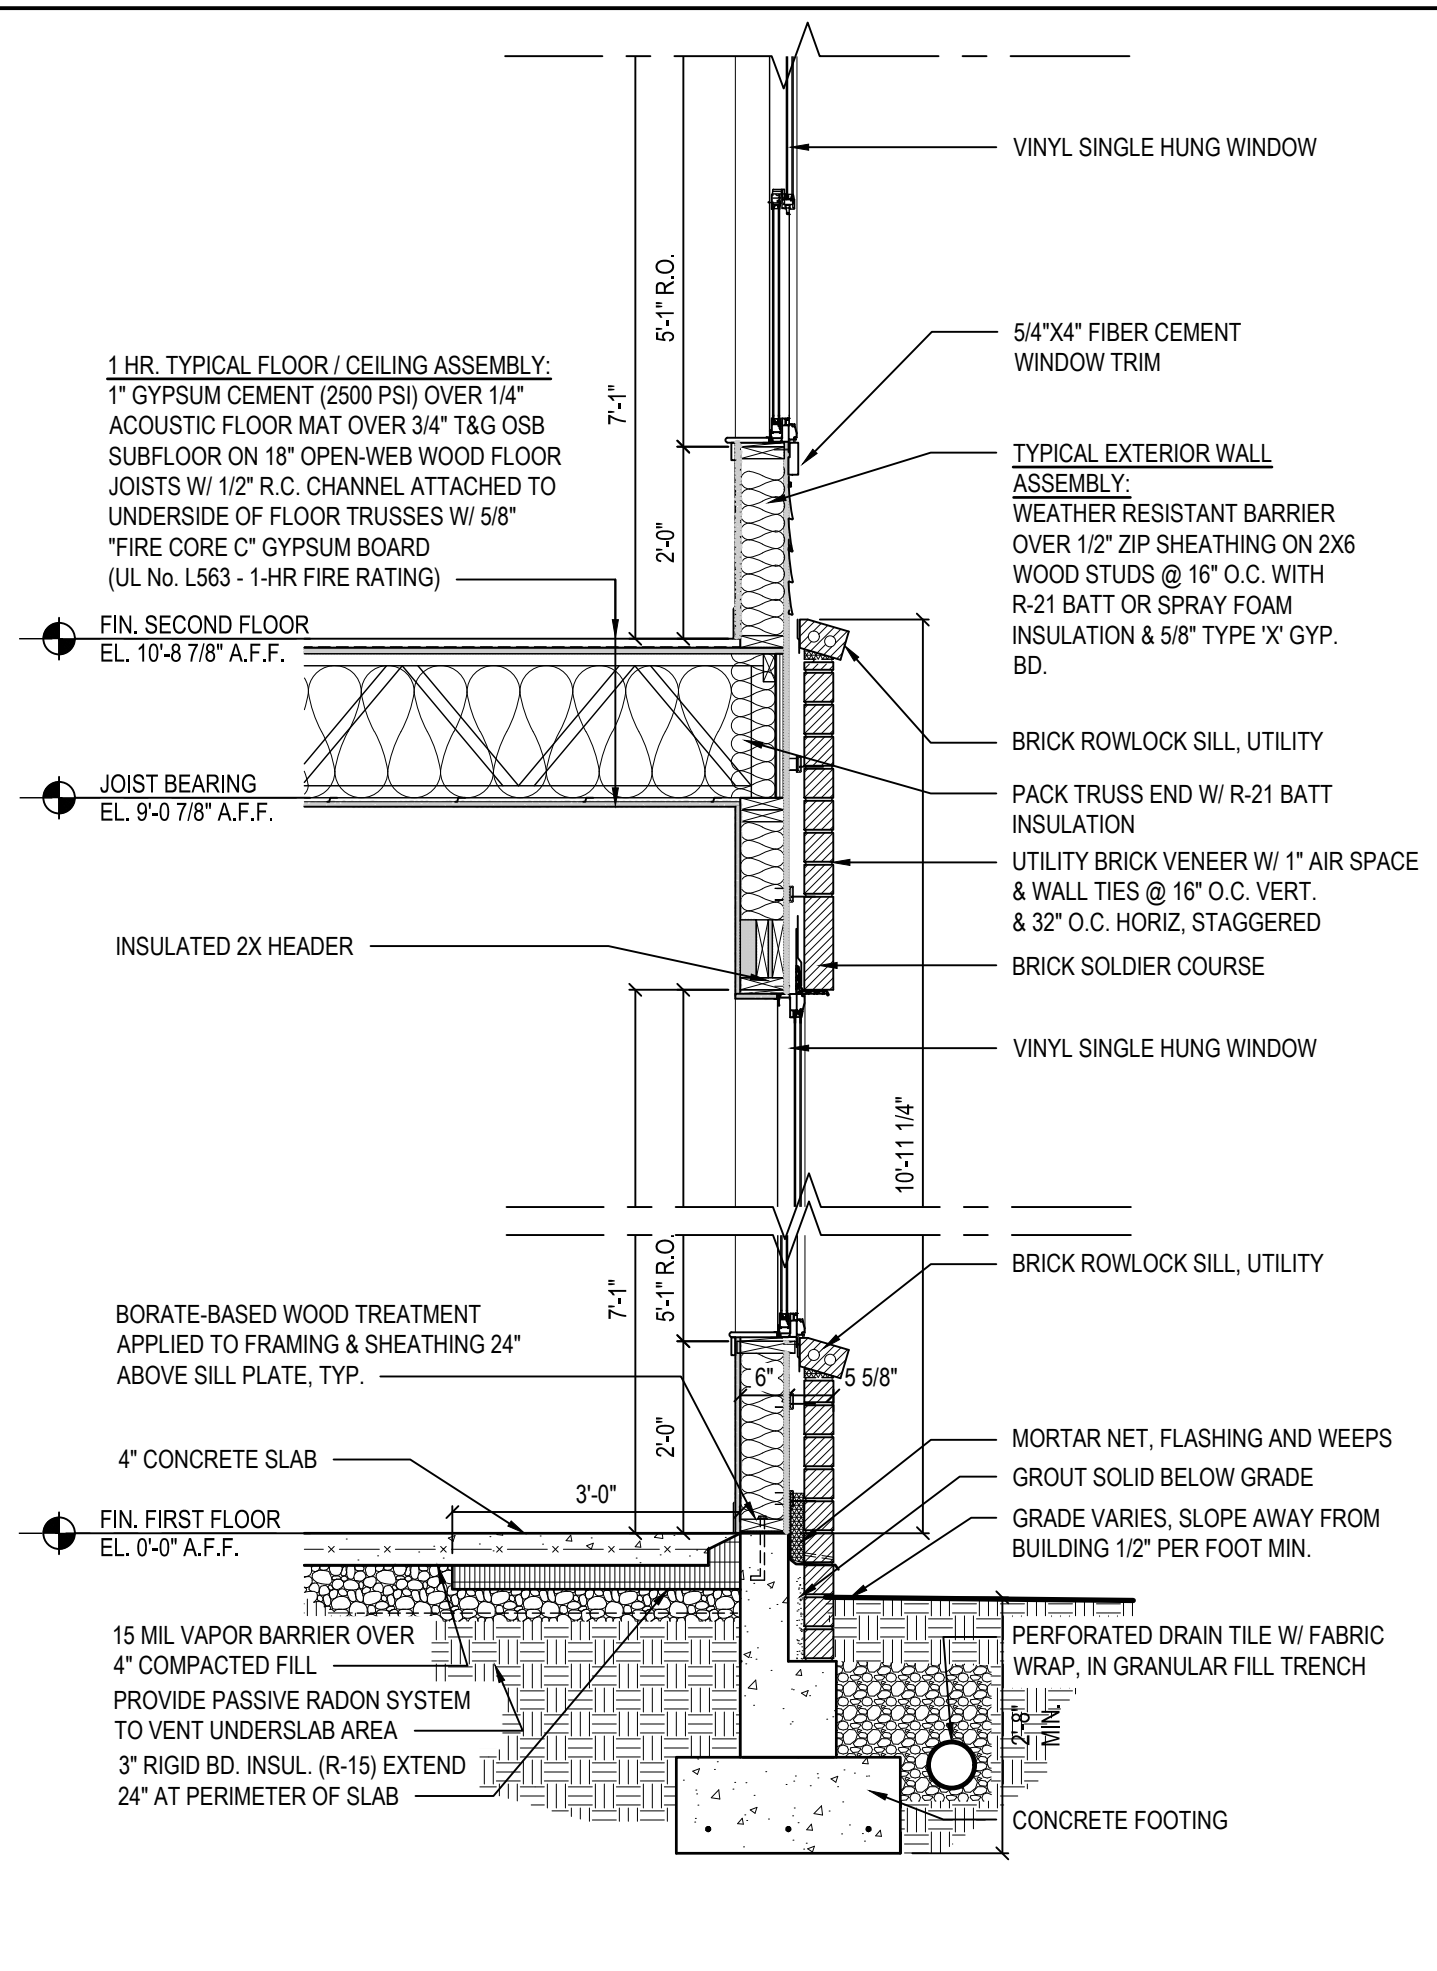 VINYL SINGLE HUNG WINDOW
5'-1" R.O.
7'-1"
2'-0"
5/4"X4" FIBER CEMENT
WINDOW TRIM
1 HR. TYPICAL FLOOR / CEILING ASSEMBLY:
1" GYPSUM CEMENT (2500 PSI) OVER 1/4"
ACOUSTIC FLOOR MAT OVER 3/4" T&G OSB
SUBFLOOR ON 18" OPEN-WEB WOOD FLOOR
JOISTS W/ 1/2" R.C. CHANNEL ATTACHED TO
UNDERSIDE OF FLOOR TRUSSES W/ 5/8"
"FIRE CORE C" GYPSUM BOARD
(UL No. L563 - 1-HR FIRE RATING)
TYPICAL EXTERIOR WALL
ASSEMBLY:
WEATHER RESISTANT BARRIER
OVER 1/2" ZIP SHEATHING ON 2X6
WOOD STUDS @ 16" O.C. WITH
R-21 BATT OR SPRAY FOAM
INSULATION & 5/8" TYPE 'X' GYP.
BD.
FIN. SECOND FLOOR
EL. 10'-8 7/8" A.F.F.
BRICK ROWLOCK SILL, UTILITY
JOIST BEARING
EL. 9'-0 7/8" A.F.F.
PACK TRUSS END W/ R-21 BATT
INSULATION
UTILITY BRICK VENEER W/ 1" AIR SPACE
& WALL TIES @ 16" O.C. VERT.
& 32" O.C. HORIZ, STAGGERED
INSULATED 2X HEADER
BRICK SOLDIER COURSE
VINYL SINGLE HUNG WINDOW
10'-11 1/4"
7'-1"
5'-1" R.O.
2'-0"
BRICK ROWLOCK SILL, UTILITY
BORATE-BASED WOOD TREATMENT
APPLIED TO FRAMING & SHEATHING 24"
ABOVE SILL PLATE, TYP.
6"
5 5/8"
4" CONCRETE SLAB
3'-0"
MORTAR NET, FLASHING AND WEEPS
GROUT SOLID BELOW GRADE
GRADE VARIES, SLOPE AWAY FROM
BUILDING 1/2" PER FOOT MIN.
FIN. FIRST FLOOR
EL. 0'-0" A.F.F.
15 MIL VAPOR BARRIER OVER
4" COMPACTED FILL
PROVIDE PASSIVE RADON SYSTEM
TO VENT UNDERSLAB AREA
3" RIGID BD. INSUL. (R-15) EXTEND
24" AT PERIMETER OF SLAB
PERFORATED DRAIN TILE W/ FABRIC
WRAP, IN GRANULAR FILL TRENCH
2'-8"
MIN.
CONCRETE FOOTING